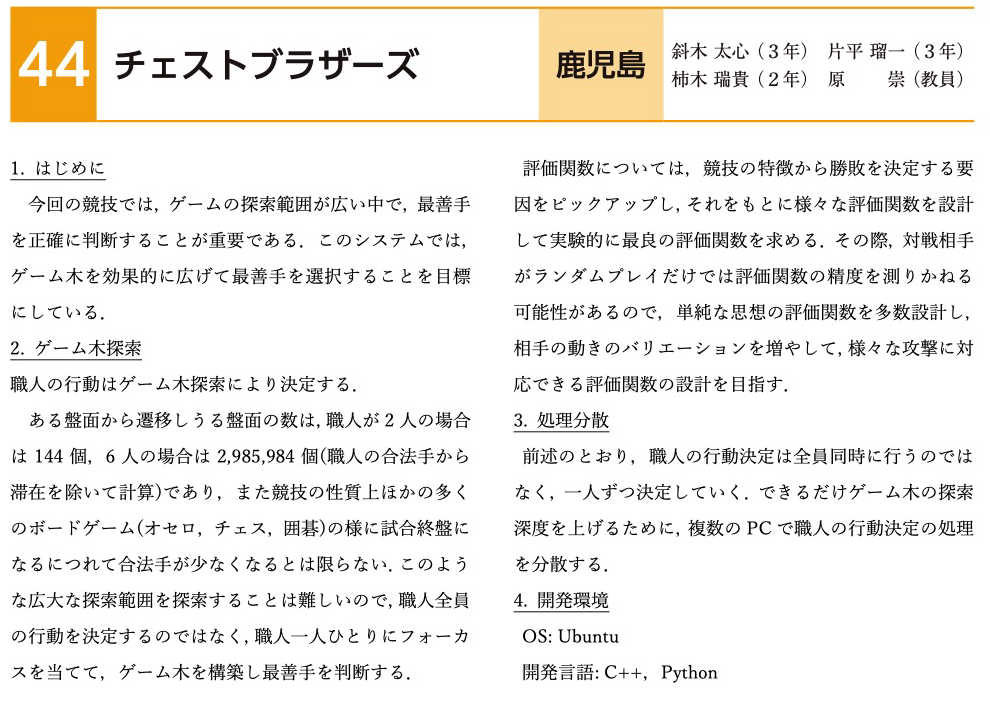 44
チェストブラザーズ
鹿児島
斜木 太心（３年）　片平 瑠一（３年）
柿木 瑞貴（２年）　原　　崇（教員）
1. はじめに
　今回の競技では，ゲームの探索範囲が広い中で，最善手
を正確に判断することが重要である．このシステムでは，
ゲーム木を効果的に広げて最善手を選択することを目標
にしている．
2. ゲーム木探索
職人の行動はゲーム木探索により決定する．
　ある盤面から遷移しうる盤面の数は，職人が 2 人の場合
は 144 個，6 人の場合は 2,985,984 個(職人の合法手から
滞在を除いて計算)であり，また競技の性質上ほかの多く
のボードゲーム(オセロ，チェス，囲碁)の様に試合終盤に
なるにつれて合法手が少なくなるとは限らない．このよう
な広大な探索範囲を探索することは難しいので，職人全員
の行動を決定するのではなく，職人一人ひとりにフォーカ
スを当てて，ゲーム木を構築し最善手を判断する．
　評価関数については，競技の特徴から勝敗を決定する要
因をピックアップし，それをもとに様々な評価関数を設計
して実験的に最良の評価関数を求める．その際，対戦相手
がランダムプレイだけでは評価関数の精度を測りかねる
可能性があるので，単純な思想の評価関数を多数設計し，
相手の動きのバリエーションを増やして，様々な攻撃に対
応できる評価関数の設計を目指す．
3. 処理分散
　前述のとおり，職人の行動決定は全員同時に行うのでは
なく，一人ずつ決定していく．できるだけゲーム木の探索
深度を上げるために，複数の PC で職人の行動決定の処理
を分散する．
4. 開発環境
　OS: Ubuntu
　開発言語: C++，Python